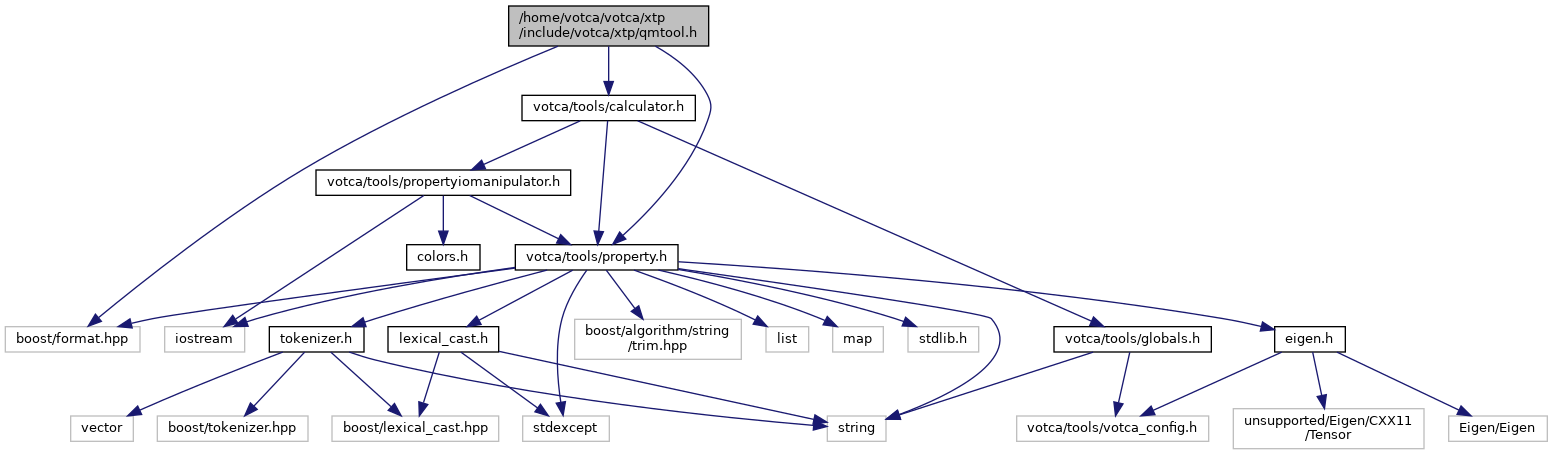 /home/votca/votca/xtp
/include/votca/xtp/qmtool.h
votca/tools/calculator.h
votca/tools/propertyiomanipulator.h
colors.h
votca/tools/property.h
boost/format.hpp
iostream
tokenizer.h
lexical_cast.h
boost/algorithm/string
/trim.hpp
list
map
stdlib.h
votca/tools/globals.h
eigen.h
vector
boost/tokenizer.hpp
boost/lexical_cast.hpp
stdexcept
string
votca/tools/votca_config.h
unsupported/Eigen/CXX11
/Tensor
Eigen/Eigen